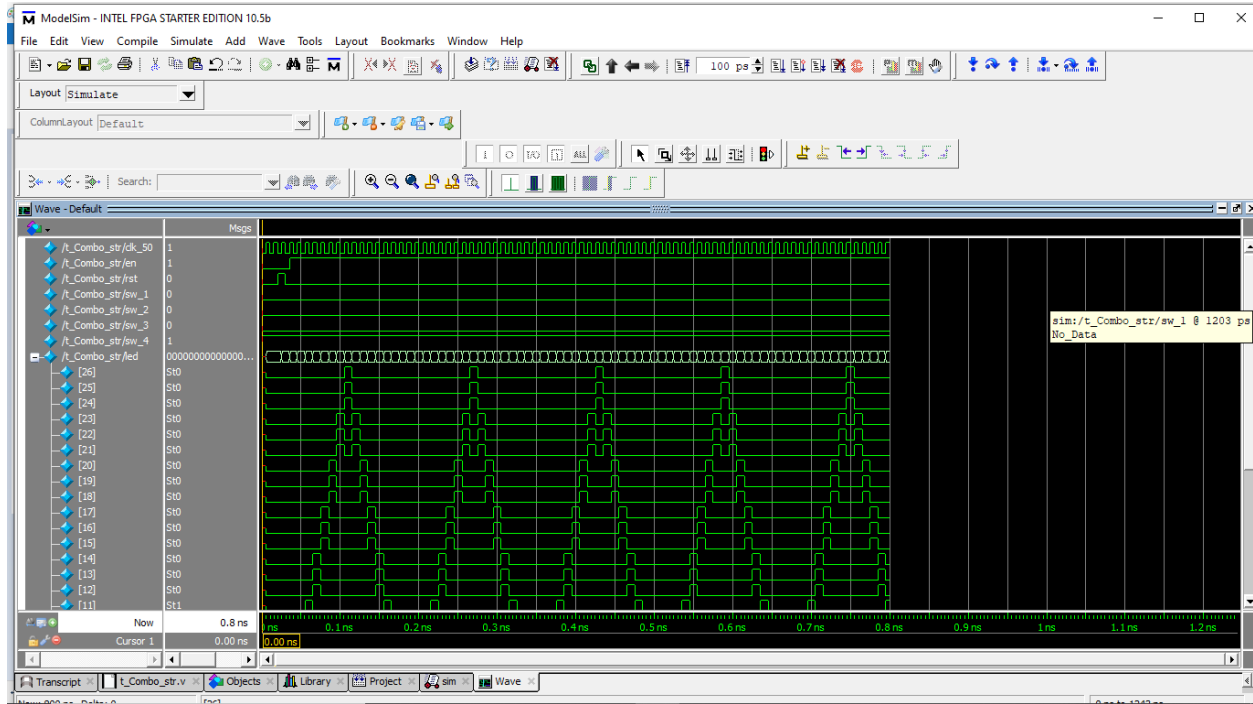 ModelSim - INTEL FPGA STARTER EDITION 10.5b
File Edit View Compile Simulate Add Wave Tools Layout Bookmarks Window Help
100 ps
Layout Simulate
ColumnLayout Default
Search:
Wave - Default
Msgs
/t_Combo_str/clk_50 1
/t_Combo_str/en 1
/t_Combo_str/rst 0
/t_Combo_str/sw_1 0
/t_Combo_str/sw_2 0
/t_Combo_str/sw_3 0
/t_Combo_str/sw_4 1
/t_Combo_str/led 00000000000000...
[26] St0
[25] St0
[24] St0
[23] St0
[22] St0
[21] St0
[20] St0
[19] St0
[18] St0
[17] St0
[16] St0
[15] St0
[14] St0
[13] St0
[12] St0
[11] St1
sim:/t_Combo_str/sw_1 @ 1203 ps
No_Data
Now 0.8 ns
ns 0.1 ns 0.2 ns 0.3 ns 0.4 ns 0.5 ns 0.6 ns 0.7 ns 0.8 ns 0.9 ns 1 ns 1.1 ns 1.2 ns
Cursor 1 0.00 ns 0.00 ns
Transcript t_Combo_str.v Objects Library Project sim Wave